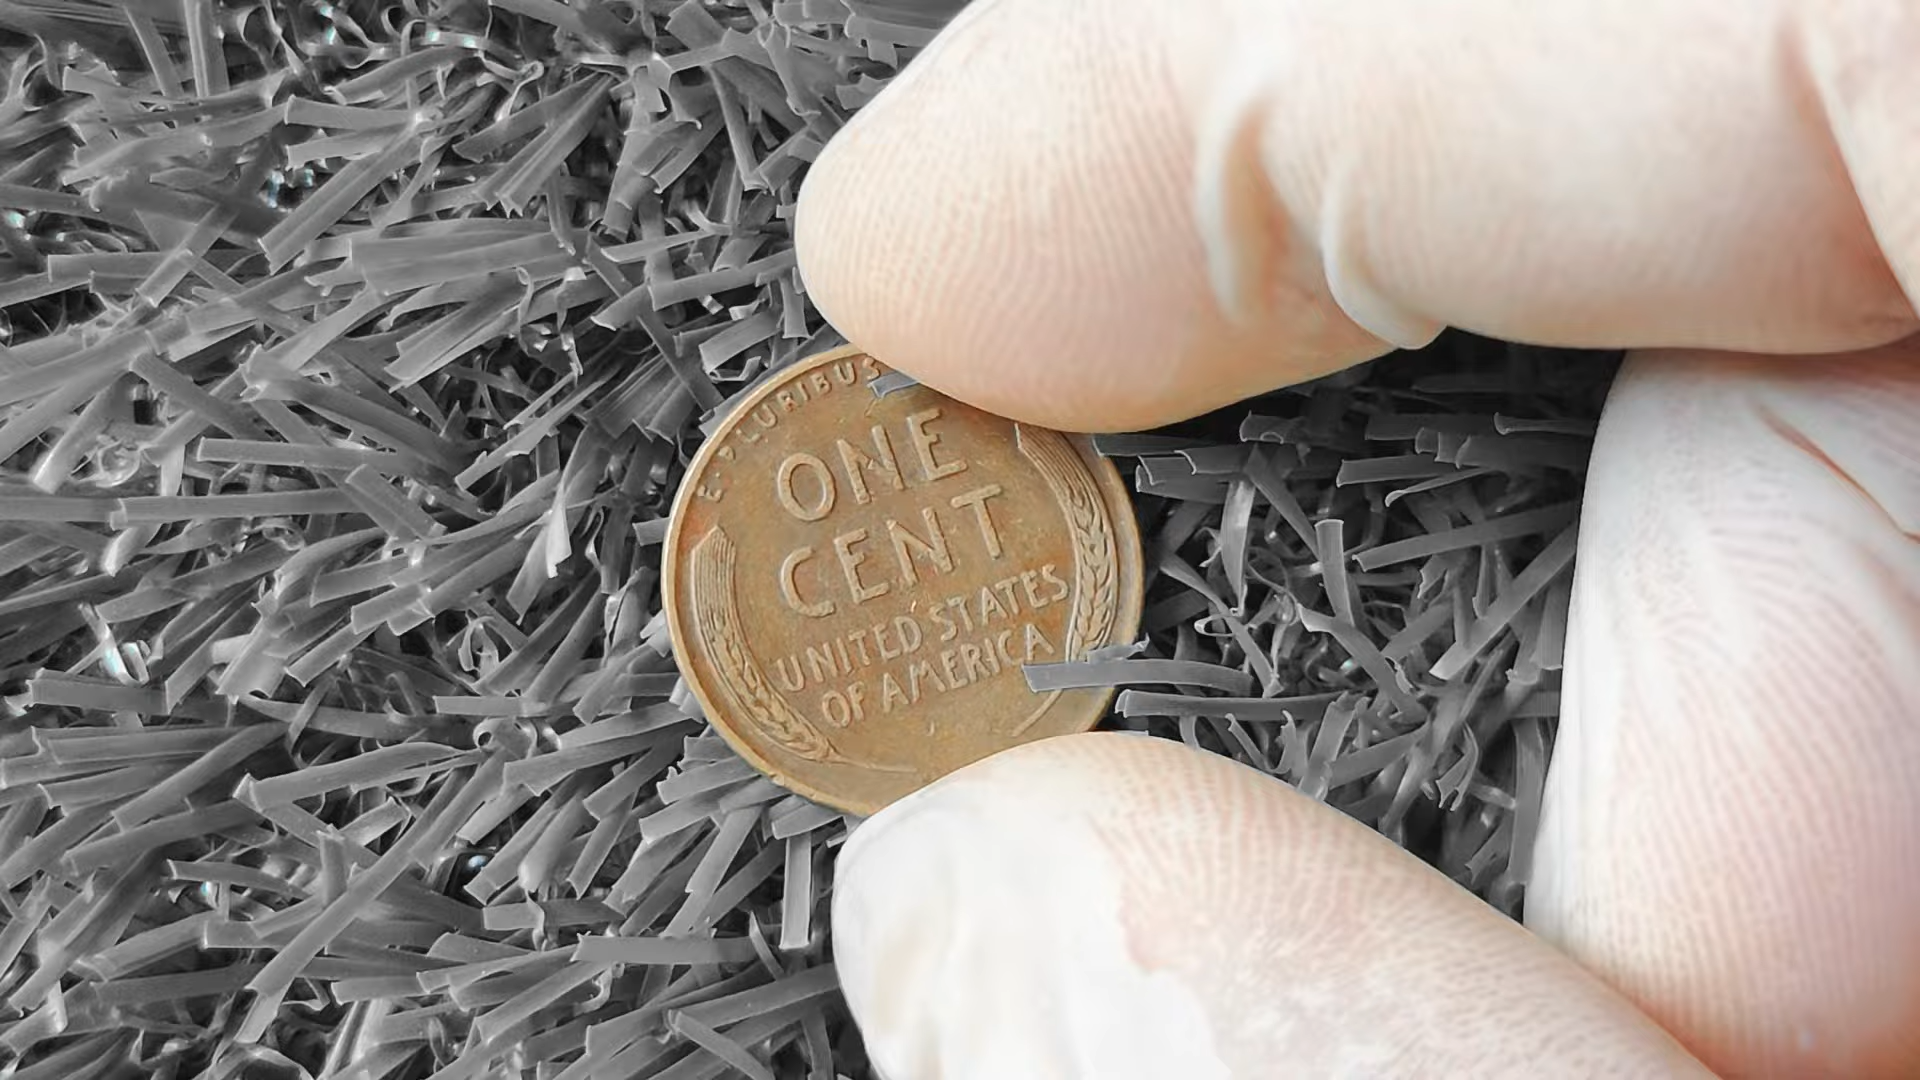 E · PLURIBUS
ONE
CENT
UNITED STATES
OF AMERICA